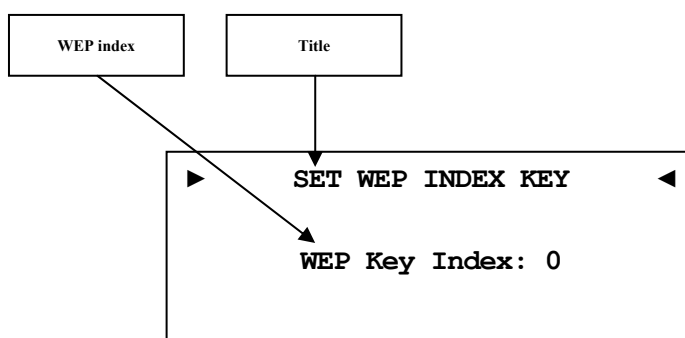 WEP index
Title
► SET WEP INDEX KEY ◄
WEP Key Index: 0